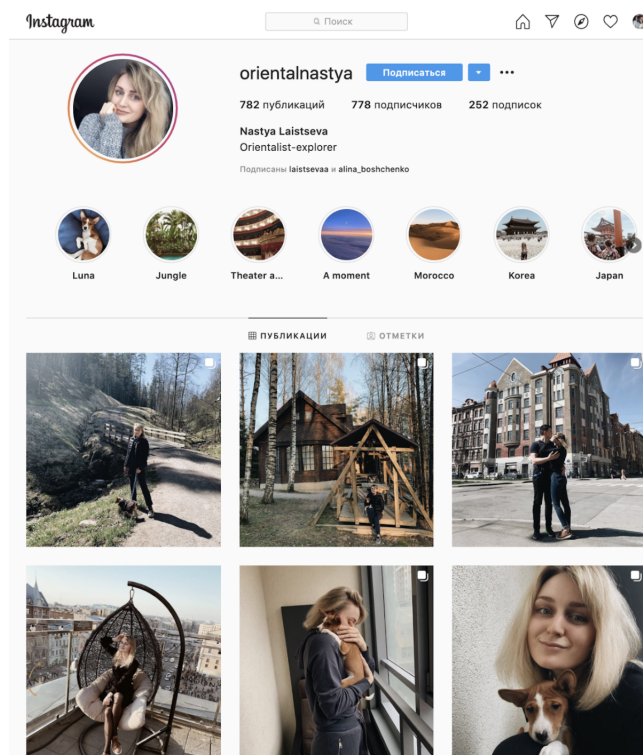 Instagram
Поиск
orientalnastya Подписаться
782 публикаций 778 подписчиков 252 подписок
Nastya Laistseva
Orientalist-explorer
Подписаны laistsevaa и alina_boshchenko
Luna Jungle Theater a... A moment Morocco Korea Japan
ПУБЛИКАЦИИ ОТМЕТКИ